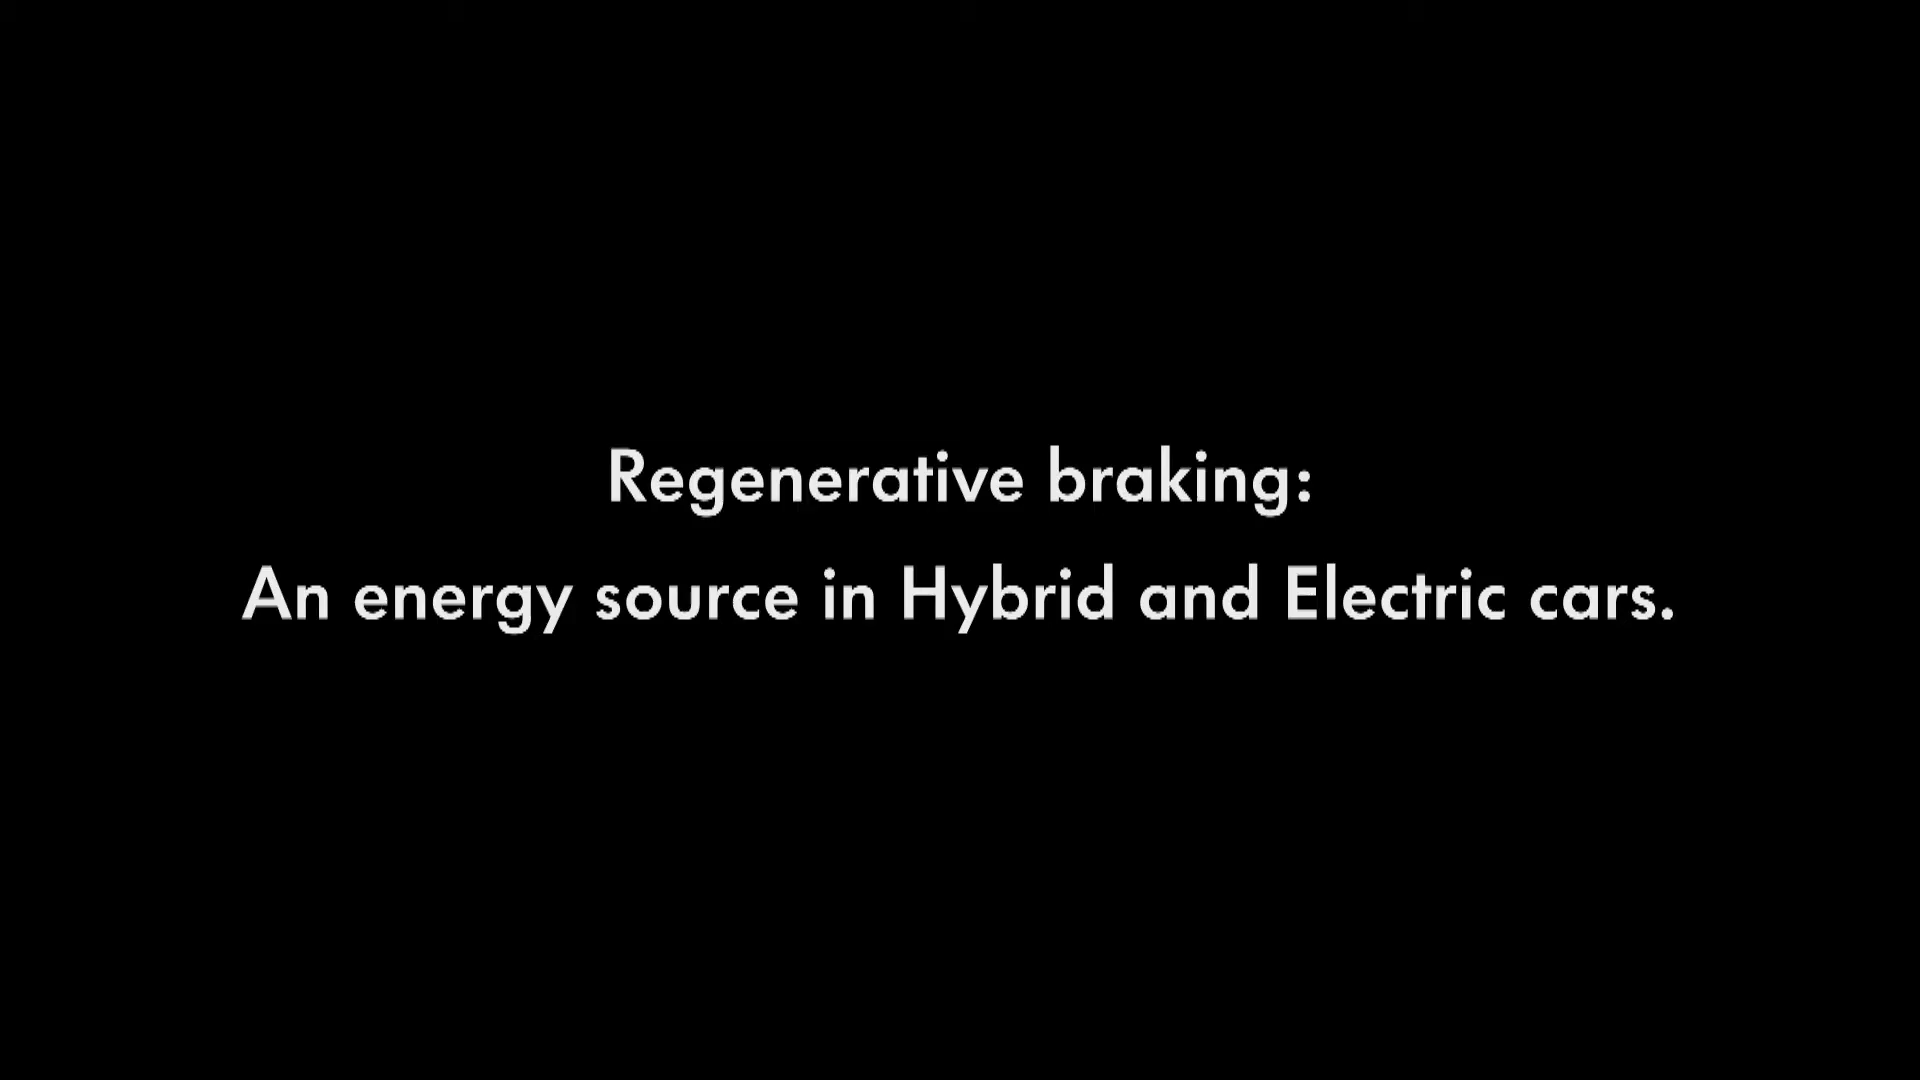 Regenerative braking:
An energy source in Hybrid and Electric cars.